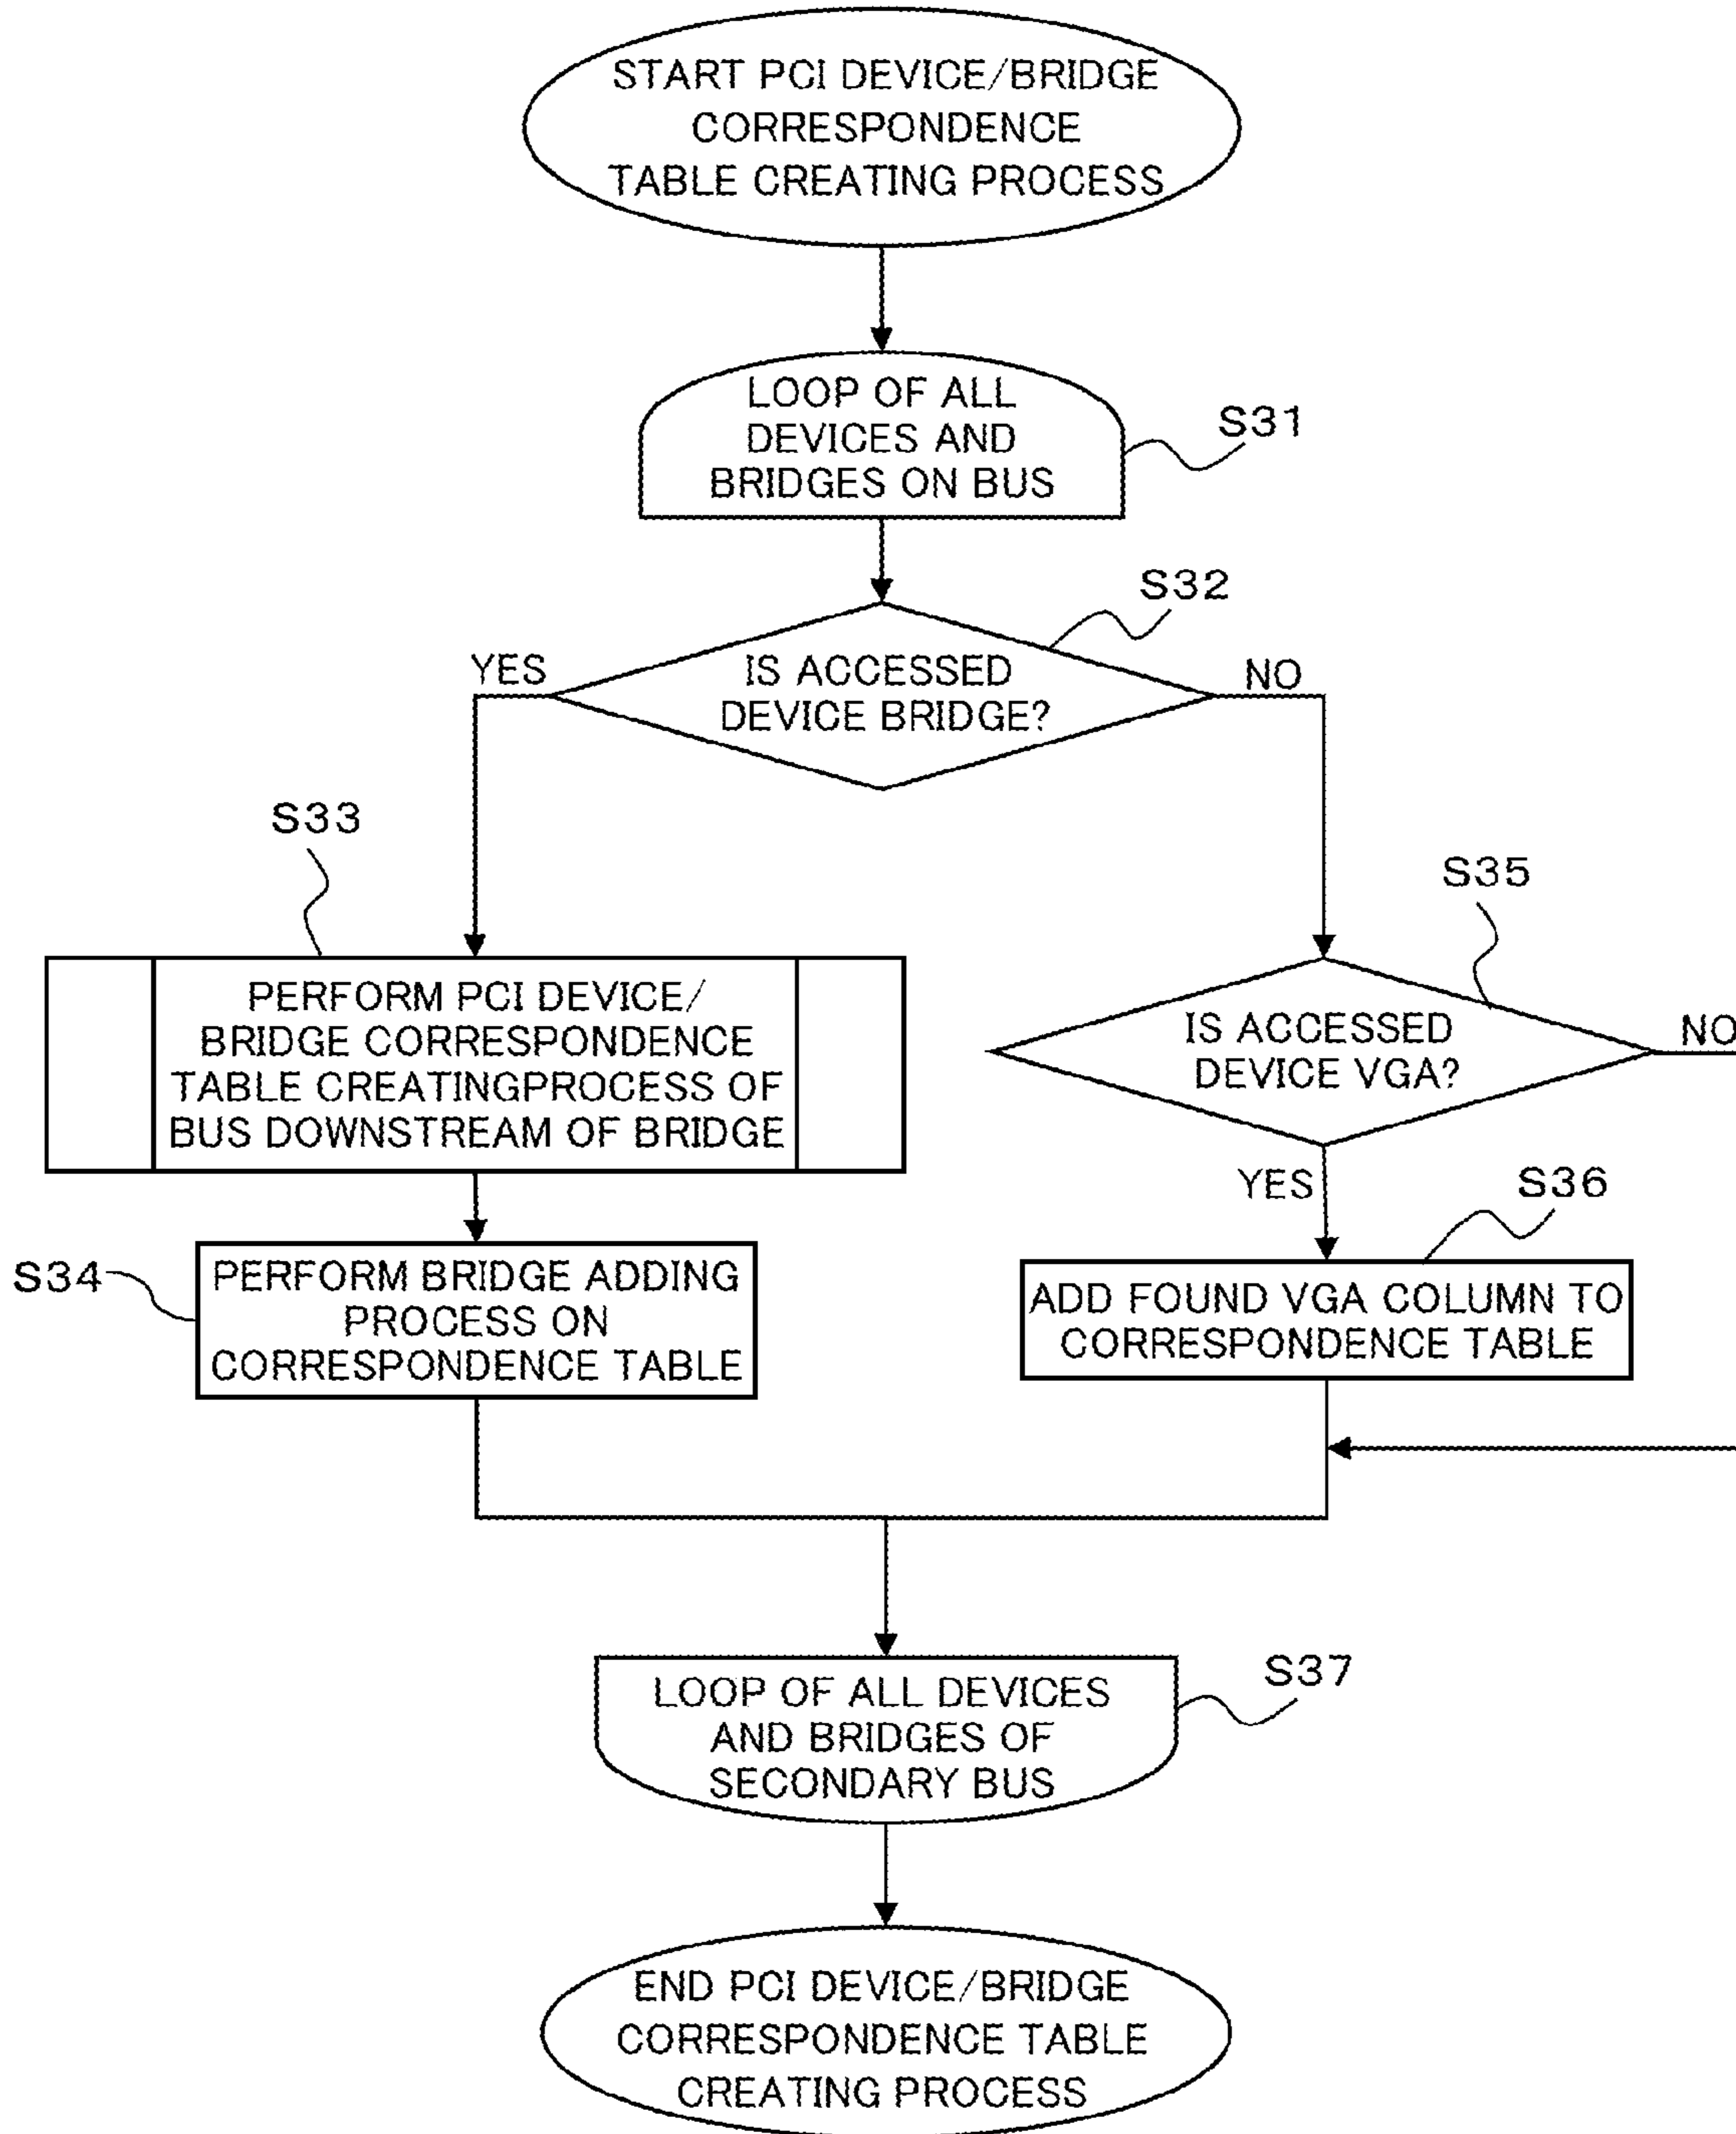 START PCI DEVICE/BRIDGE
CORRESPONDENCE
TABLE CREATING PROCESS
LOOP OF ALL
DEVICES AND
BRIDGES ON BUS
S31
S32
YES
IS ACCESSED
DEVICE BRIDGE?
NO
S33
PERFORM PCI DEVICE/
BRIDGE CORRESPONDENCE
TABLE CREATINGPROCESS OF
BUS DOWNSTREAM OF BRIDGE
S35
IS ACCESSED
DEVICE VGA?
NO
YES
S34
PERFORM BRIDGE ADDING
PROCESS ON
CORRESPONDENCE TABLE
S36
ADD FOUND VGA COLUMN TO
CORRESPONDENCE TABLE
LOOP OF ALL DEVICES
AND BRIDGES OF
SECONDARY BUS
S37
END PCI DEVICE/BRIDGE
CORRESPONDENCE TABLE
CREATING PROCESS